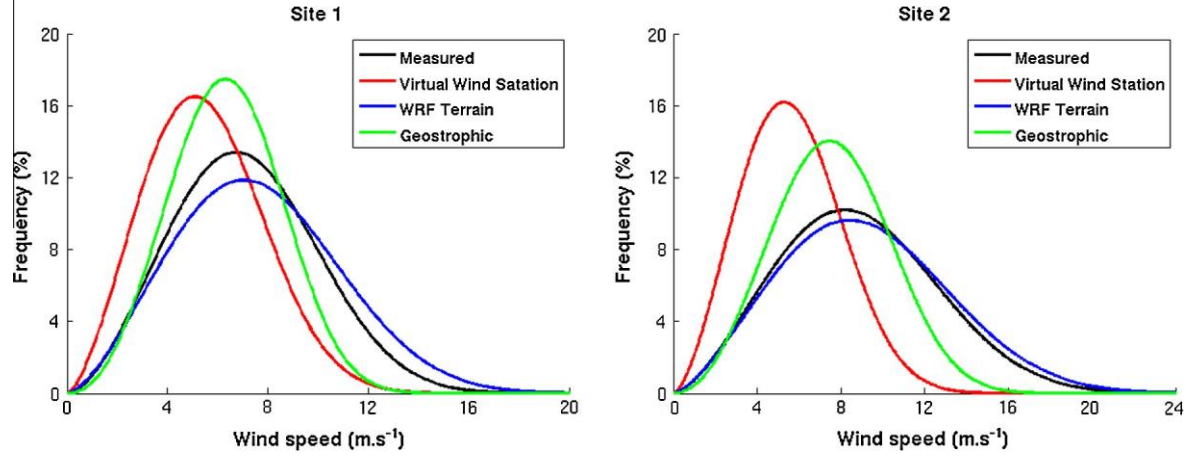 Site 1
Frequency (%)
20
16
12
8
4
0
Measured
Virtual Wind Satation
WRF Terrain
Geostrophic
0 4 8 12 16 20
Wind speed (m.s⁻¹)
Site 2
Frequency (%)
20
16
12
8
4
0
Measured
Virtual Wind Station
WRF Terrain
Geostrophic
0 4 8 12 16 20 24
Wind speed (m.s⁻¹)